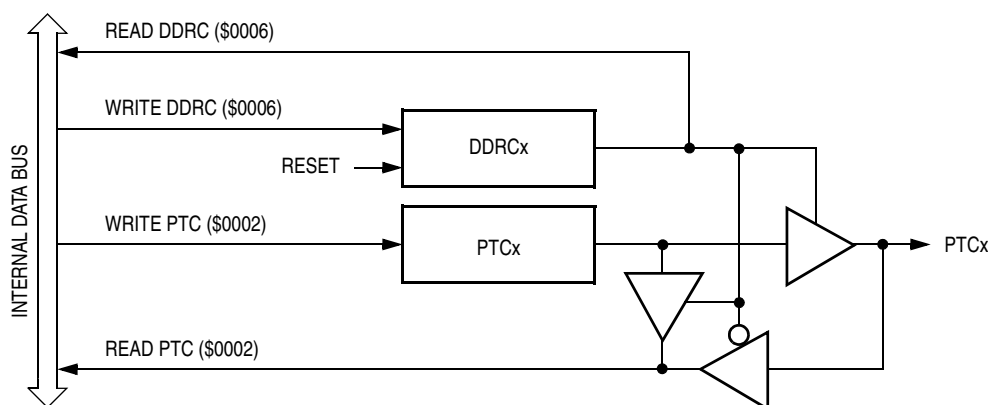 READ DDRC ($0006)
WRITE DDRC ($0006)
DDRCx
RESET
INTERNAL DATA BUS
WRITE PTC ($0002)
PTCx
PTCx
READ PTC ($0002)